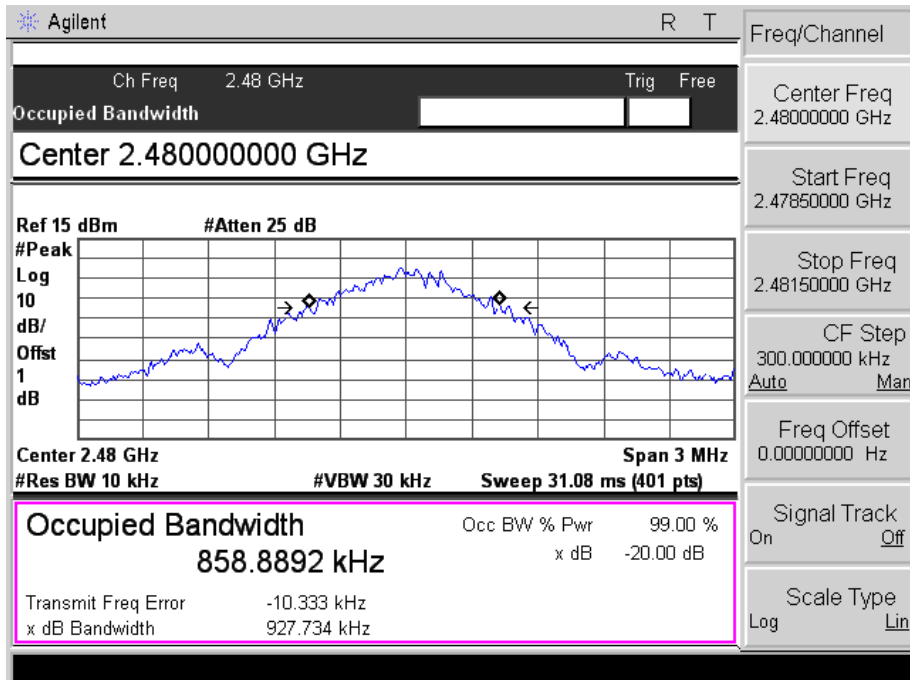 Agilent R T
Ch Freq 2.48 GHz Trig Free
Occupied Bandwidth
Center 2.480000000 GHz
Ref 15 dBm #Atten 25 dB
#Peak
Log
10
dB/
Offst
1
dB
Center 2.48 GHz Span 3 MHz
#Res BW 10 kHz #VBW 30 kHz Sweep 31.08 ms (401 pts)
Occupied Bandwidth Occ BW % Pwr 99.00 %
858.8892 kHz x dB -20.00 dB
Transmit Freq Error -10.333 kHz
x dB Bandwidth 927.734 kHz
Freq/Channel
Center Freq
2.48000000 GHz
Start Freq
2.47850000 GHz
Stop Freq
2.48150000 GHz
CF Step
300.000000 kHz
Auto Man
Freq Offset
0.00000000 Hz
Signal Track
On Off
Scale Type
Log Lin